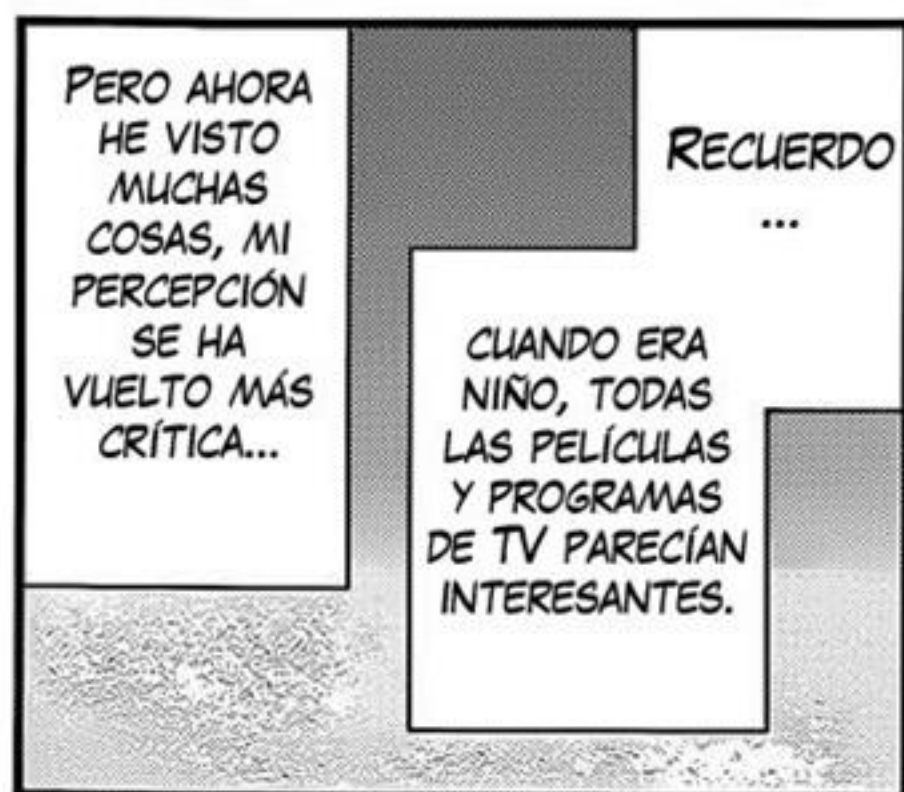 RECUERDO
...
CUANDO ERA
NIÑO, TODAS
LAS PELÍCULAS
Y PROGRAMAS
DE TV PARECÍAN
INTERESANTES.
PERO AHORA
HE VISTO
MUCHAS
COSAS, MI
PERCEPCIÓN
SE HA
VUELTO MÁS
CRÍTICA...